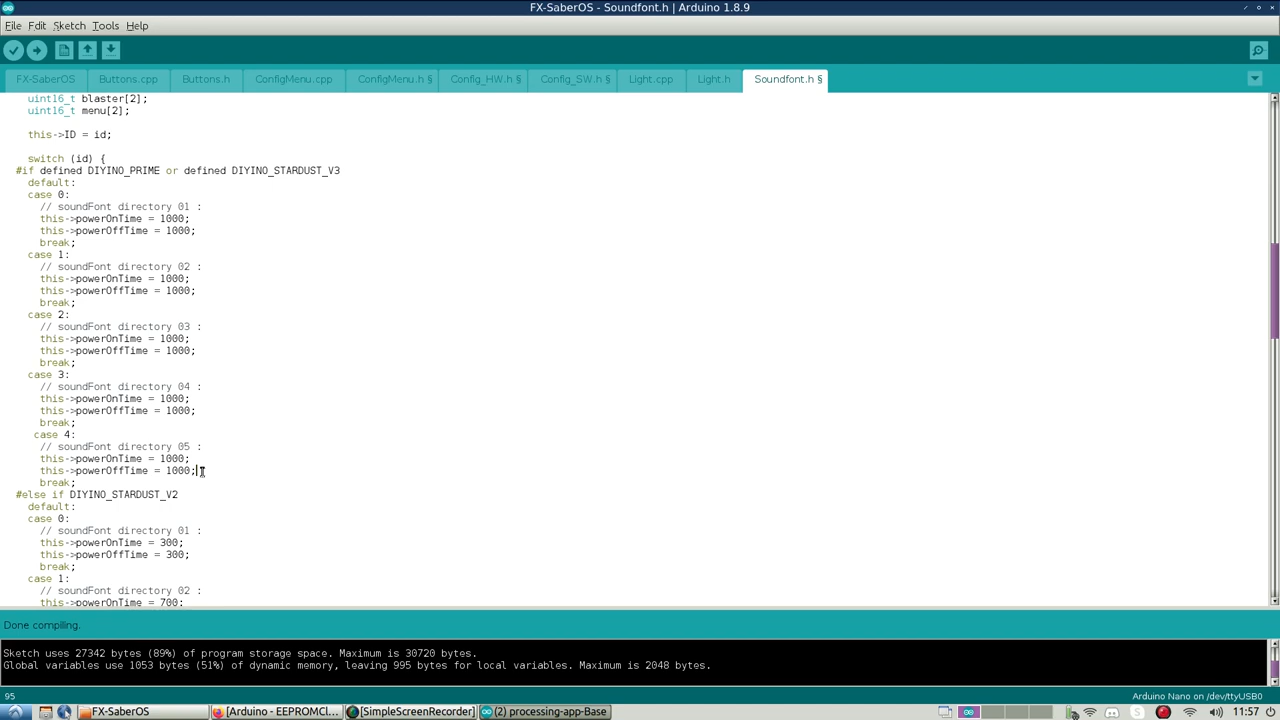 FX-SaberOS - Soundfont.h | Arduino 1.8.9
File Edit Sketch Tools Help
FX-SaberOS Buttons.cpp Buttons.h ConfigMenu.cpp ConfigMenu.h § Config_HW.h § Config_SW.h § Light.cpp Light.h Soundfont.h §
uint16_t blaster[2];
uint16_t menu[2];
this->ID = id;
switch (id) {
#if defined DIYINO_PRIME or defined DIYINO_STARDUST_V3
default:
case 0:
// soundFont directory 01 :
this->powerOnTime = 1000;
this->powerOffTime = 1000;
break;
case 1:
// soundFont directory 02 :
this->powerOnTime = 1000;
this->powerOffTime = 1000;
break;
case 2:
// soundFont directory 03 :
this->powerOnTime = 1000;
this->powerOffTime = 1000;
break;
case 3:
// soundFont directory 04 :
this->powerOnTime = 1000;
this->powerOffTime = 1000;
break;
case 4:
// soundFont directory 05 :
this->powerOnTime = 1000;
this->powerOffTime = 1000;
break;
#else if DIYINO_STARDUST_V2
default:
case 0:
// soundFont directory 01 :
this->powerOnTime = 300;
this->powerOffTime = 300;
break;
case 1:
// soundFont directory 02 :
this->powerOnTime = 700;
Done compiling.
Sketch uses 27342 bytes (89%) of program storage space. Maximum is 30720 bytes.
Global variables use 1053 bytes (51%) of dynamic memory, leaving 995 bytes for local variables. Maximum is 2048 bytes.
95 Arduino Nano on /dev/ttyUSB0
FX-SaberOS [Arduino - EEPROMCl... [SimpleScreenRecorder] (2) processing-app-Base 11:57